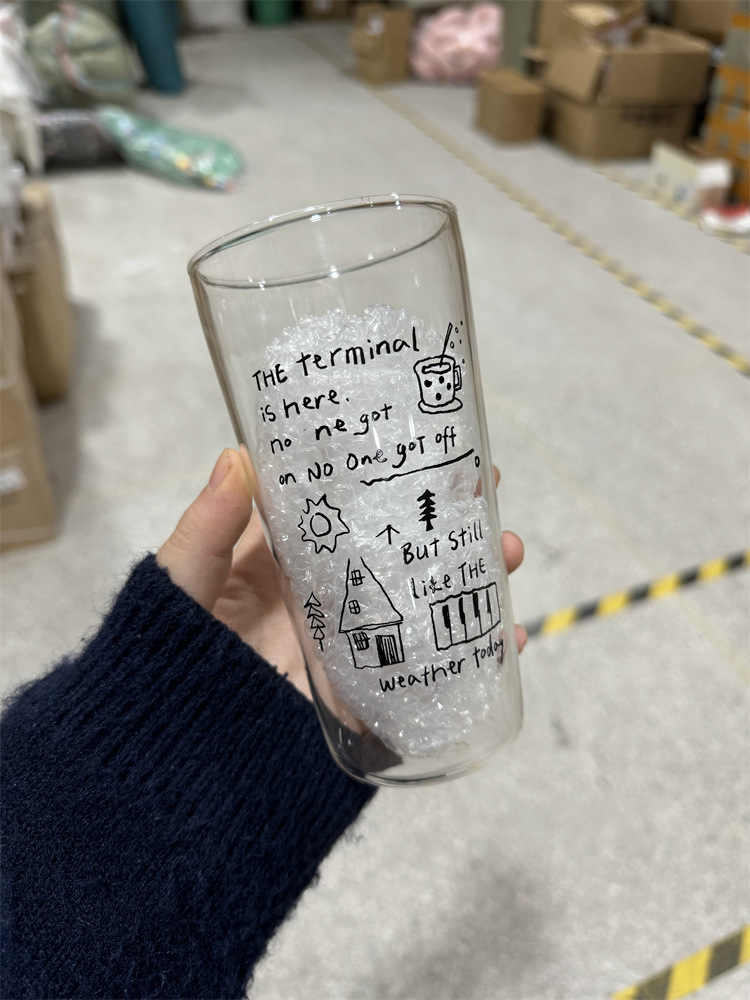 THE terminal
is here.
no ne got
on No One got off
But Still
like THE
weather today